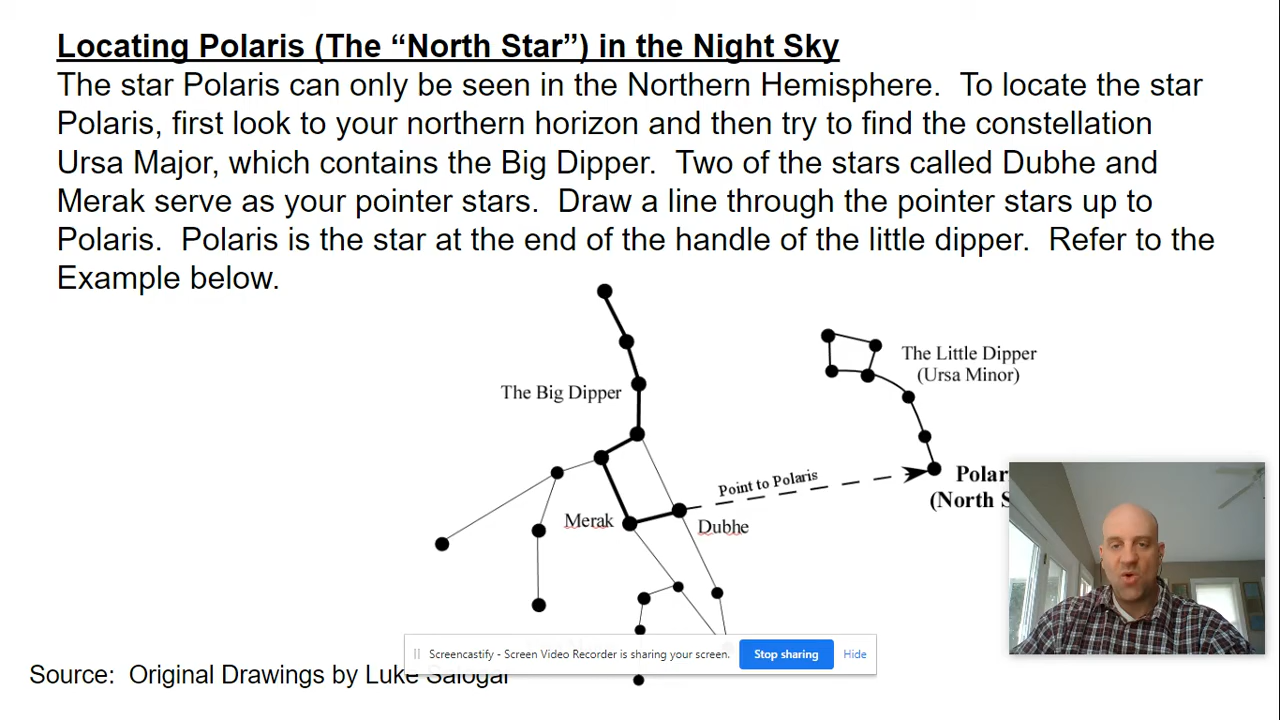 Locating Polaris (The “North Star”) in the Night Sky
The star Polaris can only be seen in the Northern Hemisphere.  To locate the star
Polaris, first look to your northern horizon and then try to find the constellation
Ursa Major, which contains the Big Dipper.  Two of the stars called Dubhe and
Merak serve as your pointer stars.  Draw a line through the pointer stars up to
Polaris.  Polaris is the star at the end of the handle of the little dipper.  Refer to the
Example below.
The Little Dipper
(Ursa Minor)
The Big Dipper
Point to Polaris
Polar
(North S
Merak
Dubhe
Screencastify - Screen Video Recorder is sharing your screen.
Stop sharing
Hide
Source:  Original Drawings by Luke